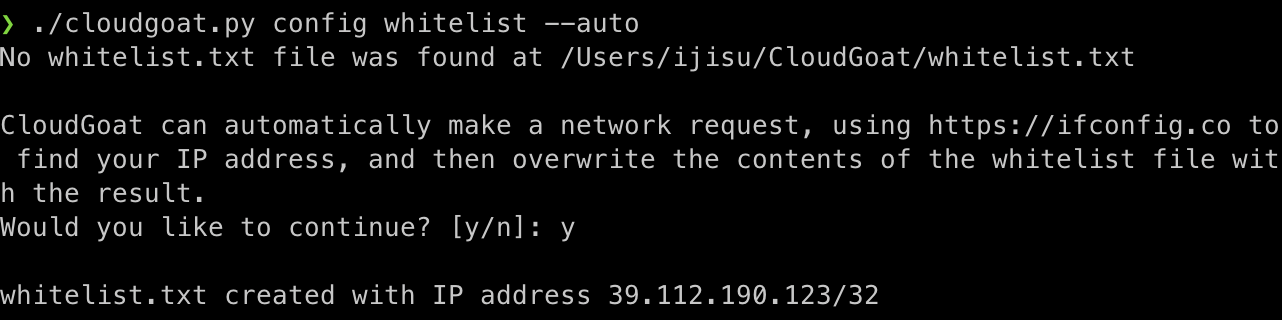 ❯ ./cloudgoat.py config whitelist --auto
No whitelist.txt file was found at /Users/ijisu/CloudGoat/whitelist.txt
CloudGoat can automatically make a network request, using https://ifconfig.co to
find your IP address, and then overwrite the contents of the whitelist file wit
h the result.
Would you like to continue? [y/n]: y
whitelist.txt created with IP address 39.112.190.123/32